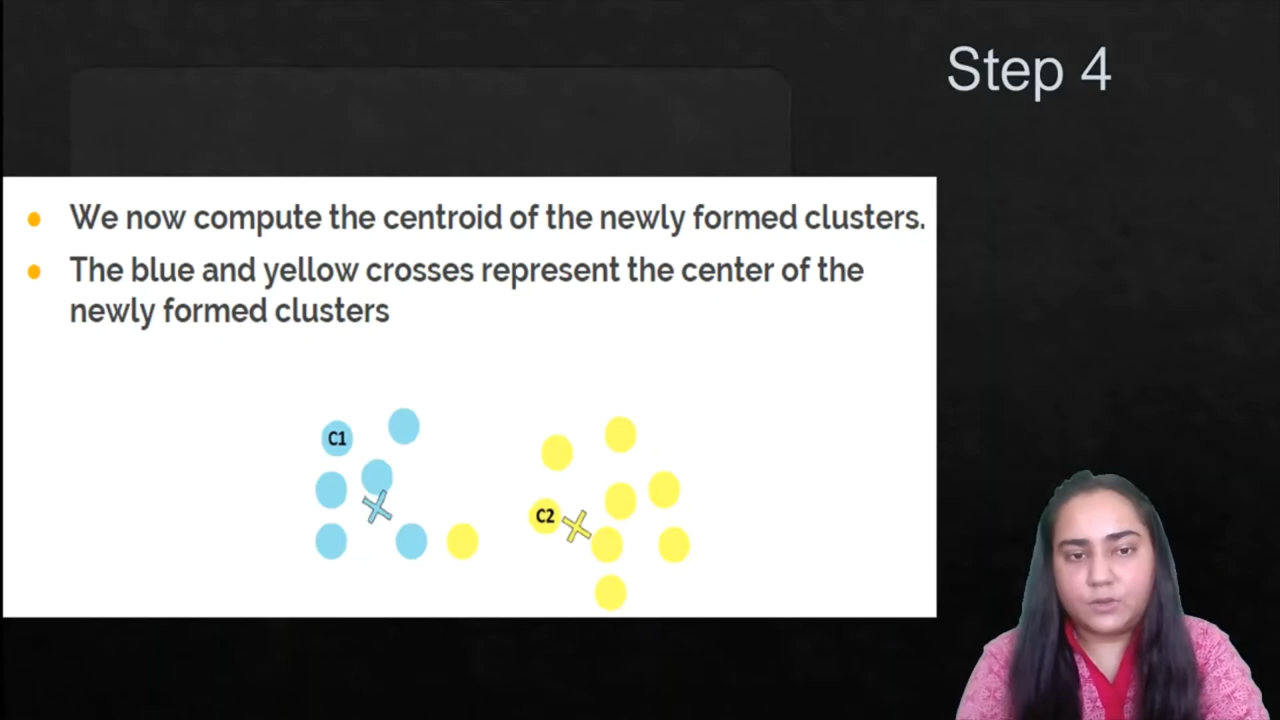 Step 4
We now compute the centroid of the newly formed clusters.
The blue and yellow crosses represent the center of the
newly formed clusters
C1
C2